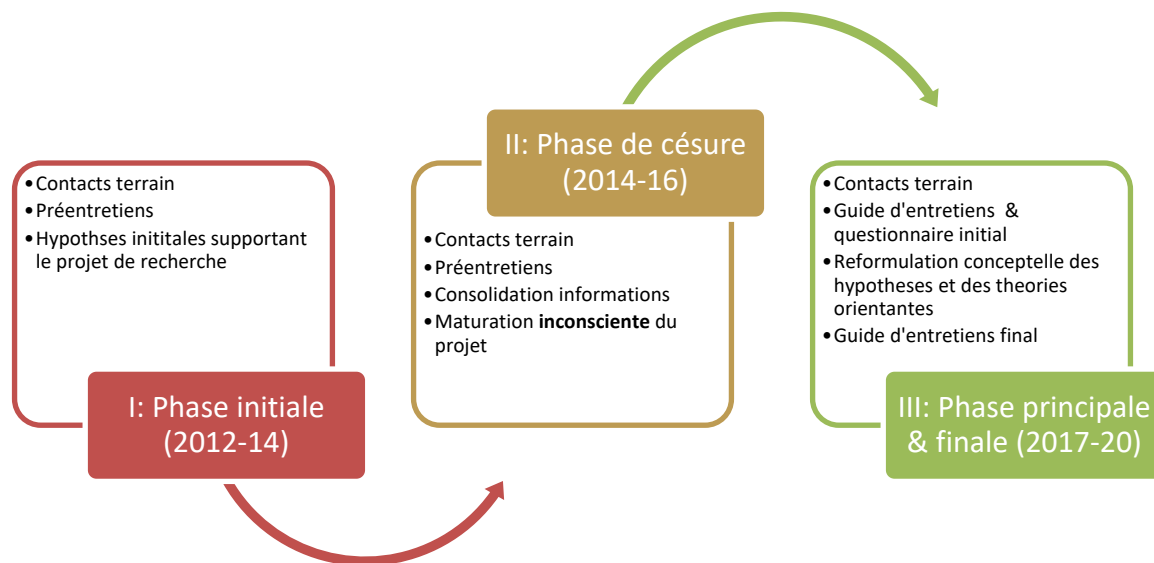 •Contacts terrain
•Préentretiens
•Hypothses inititales supportant
le projet de recherche
I: Phase initiale
(2012-14)
II: Phase de césure
(2014-16)
•Contacts terrain
•Préentretiens
•Consolidation informations
•Maturation inconsciente du
projet
•Contacts terrain
•Guide d'entretiens & 
questionnaire initial
•Reformulation conceptelle des
hypotheses et des theories
orientantes
•Guide d'entretiens final
III: Phase principale
& finale (2017-20)